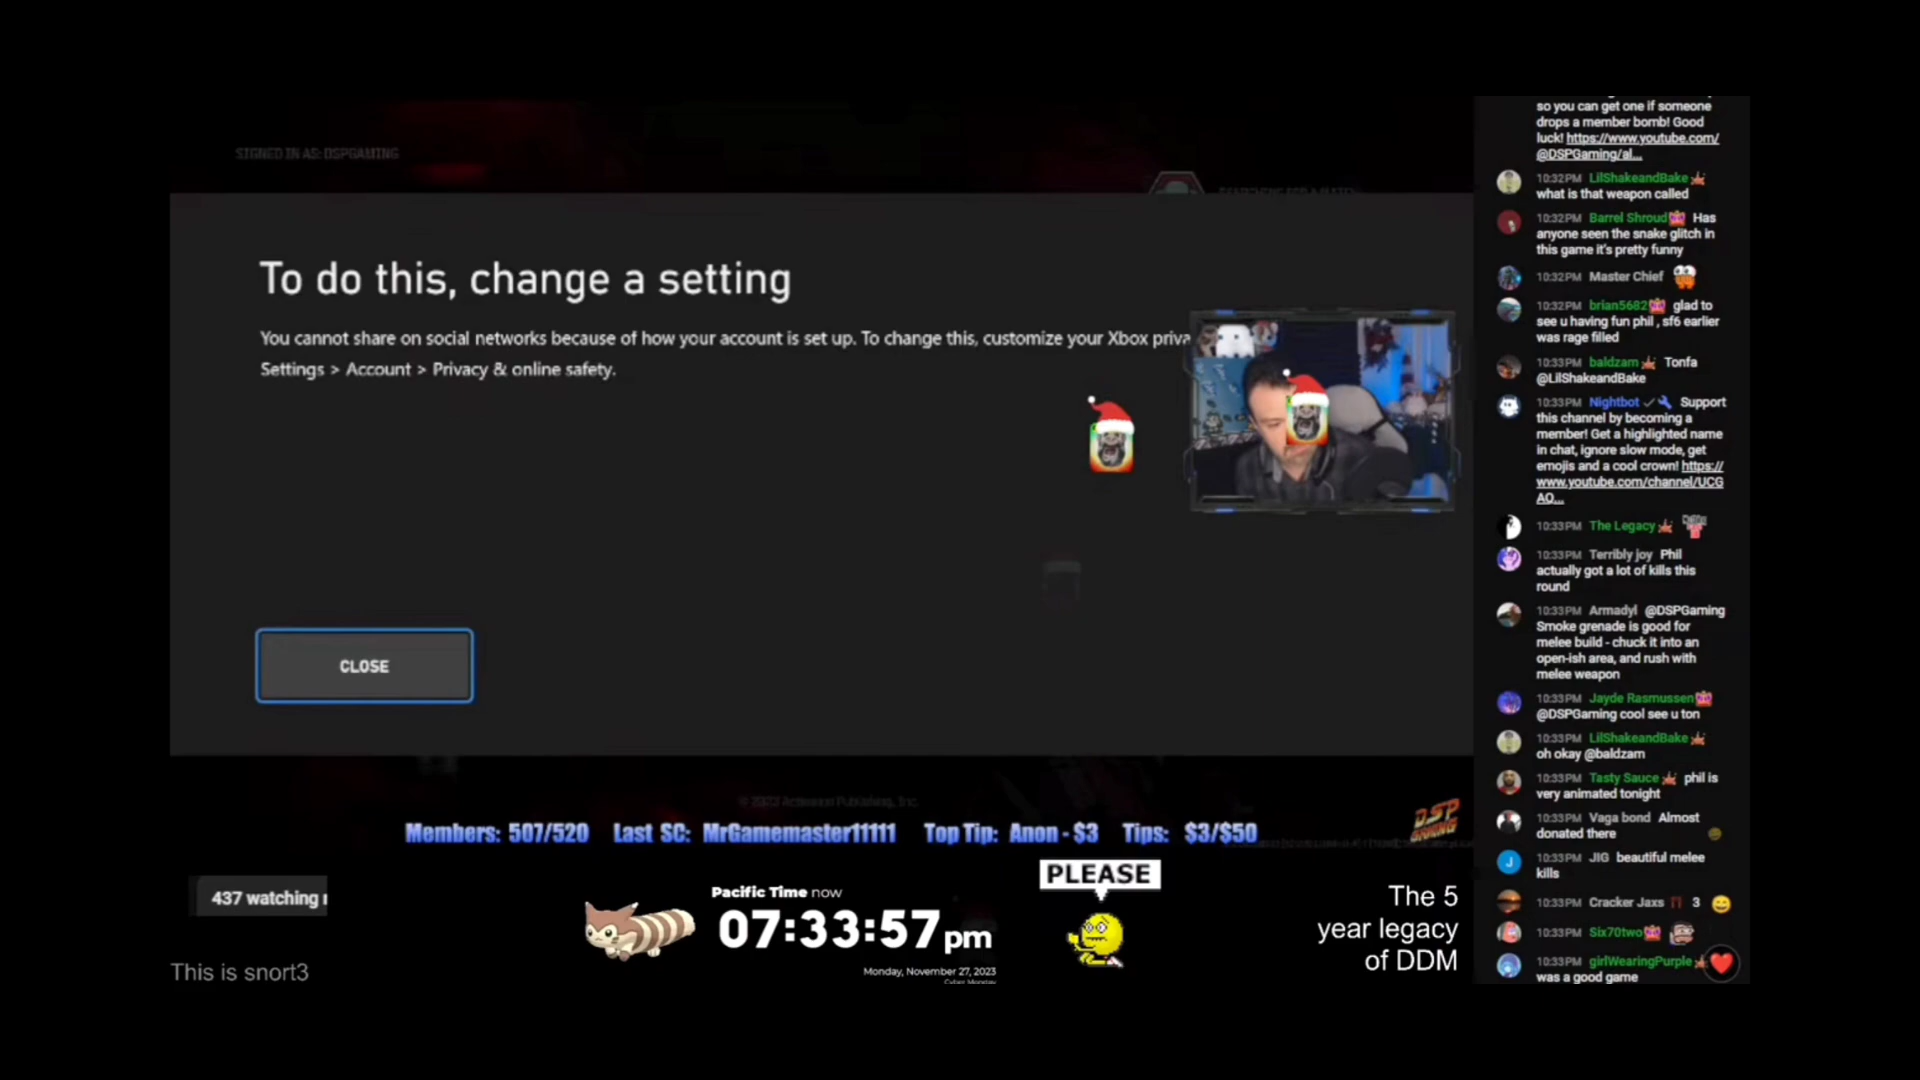 SIGNED IN AS: DSPGAMING
To do this, change a setting
You cannot share on social networks because of how your account is set up. To change this, customize your Xbox priva
Settings > Account > Privacy & online safety.
CLOSE
© 2023 Activision Publishing, Inc.
DSP
GAMING
Members: 507/520 Last SC: MrGamemaster11111 Top Tip: Anon - $3 Tips: $3/$50
437 watching
This is snort3
Pacific Time now
07:33:57 pm
Monday, November 27, 2023
Cyber Monday
PLEASE
The 5
year legacy
of DDM
so you can get one if someone
drops a member bomb! Good
luck! https://www.youtube.com/
@DSPGaming/al...
10:32PM LilShakeandBake
what is that weapon called
10:32PM Barrel Shroud Has
anyone seen the snake glitch in
this game it's pretty funny
10:32PM Master Chief
10:32PM brian5682 glad to
see u having fun phil , sf6 earlier
was rage filled
10:33PM baldzam Tonfa
@LilShakeandBake
10:33PM Nightbot Support
this channel by becoming a
member! Get a highlighted name
in chat, ignore slow mode, get
emojis and a cool crown! https://
www.youtube.com/channel/UCG
AO...
10:33PM The Legacy
10:33PM Terribly joy Phil
actually got a lot of kills this
round
10:33PM Armadyl @DSPGaming
Smoke grenade is good for
melee build - chuck it into an
open-ish area, and rush with
melee weapon
10:33PM Jayde Rasmussen
@DSPGaming cool see u ton
10:33PM LilShakeandBake
oh okay @baldzam
10:33PM Tasty Sauce phil is
very animated tonight
10:33PM Vaga bond Almost
donated there
J 10:33PM JIG beautiful melee
kills
10:33PM Cracker Jaxs 3
10:33PM Six70two
10:33PM girlWearingPurple
was a good game